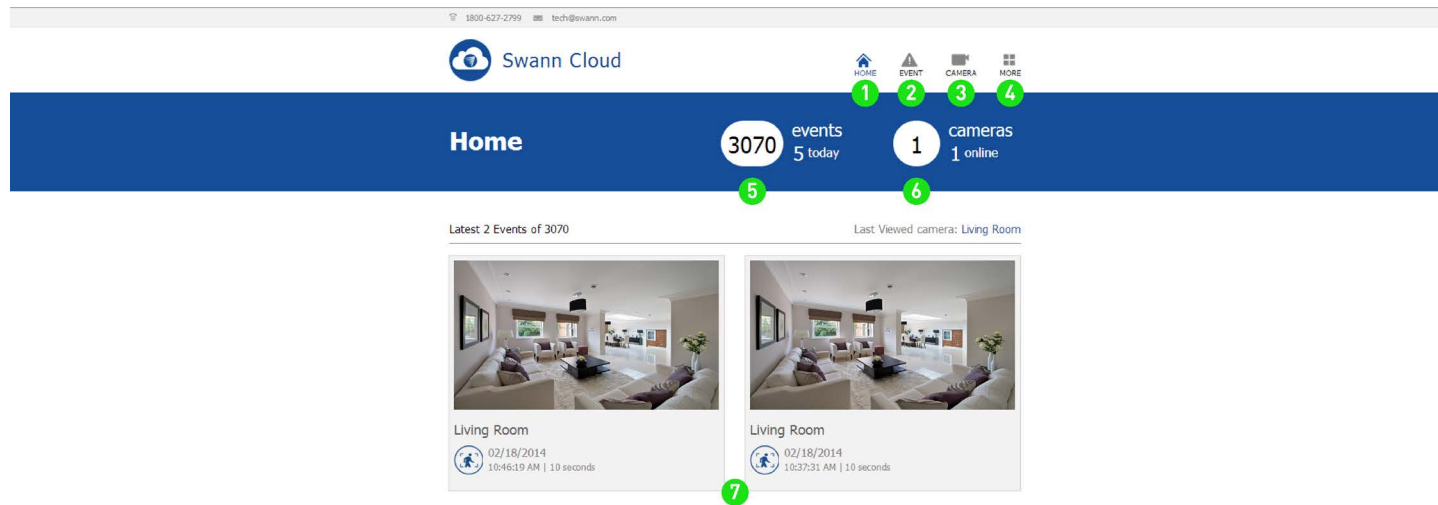 1800-627-2799 tech@swann.com
Swann Cloud
HOME EVENT CAMERA MORE
1 2 3 4
Home
3070 events
5 today
1 cameras
1 online
5 6
Latest 2 Events of 3070
Last Viewed camera: Living Room
Living Room
02/18/2014
10:46:19 AM | 10 seconds
Living Room
02/18/2014
10:37:31 AM | 10 seconds
7